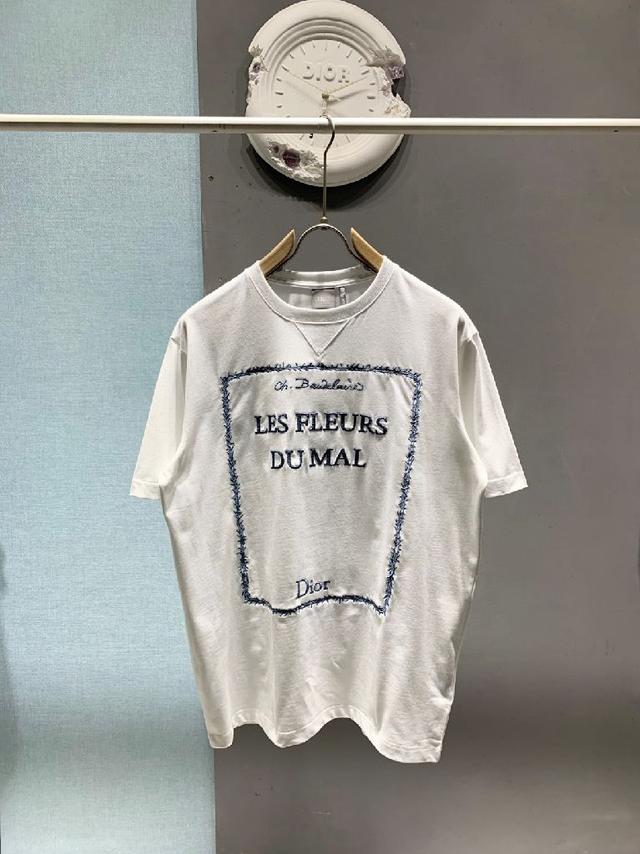 DIOR
Ch. Baudelaire
LES FLEURS
DU MAL
Dior